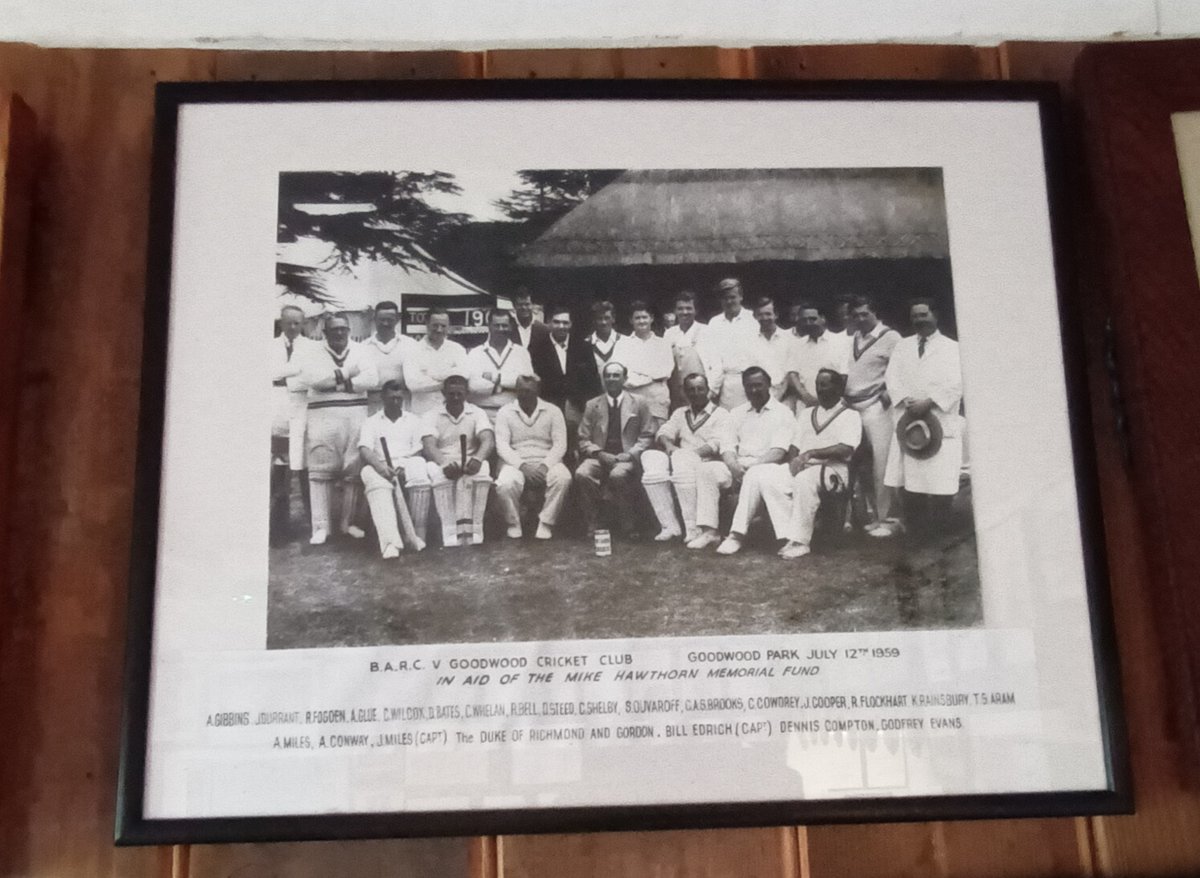 TO
19
B.A.R.C. V GOODWOOD CRICKET CLUB GOODWOOD PARK JULY 12TH 1959
IN AID OF THE MIKE HAWTHORN MEMORIAL FUND
A.GIBBINS, J.DURRANT, R.FOGDEN, A.GLUE, C.WILCOX, D.BATES, C.WHELAN, R.BELL, D.STEED, C.SHELBY, S.OUVAROFF, C.A.S.BROOKS, C.COWDREY, J.COOPER, R.FLOCKHART, K.RAINSBURY, T.S.ARAM
A.MILES, A.CONWAY, J.MILES (CAPT) The DUKE OF RICHMOND AND GORDON, BILL EDRICH (CAPT) DENNIS COMPTON, GODFREY EVANS.